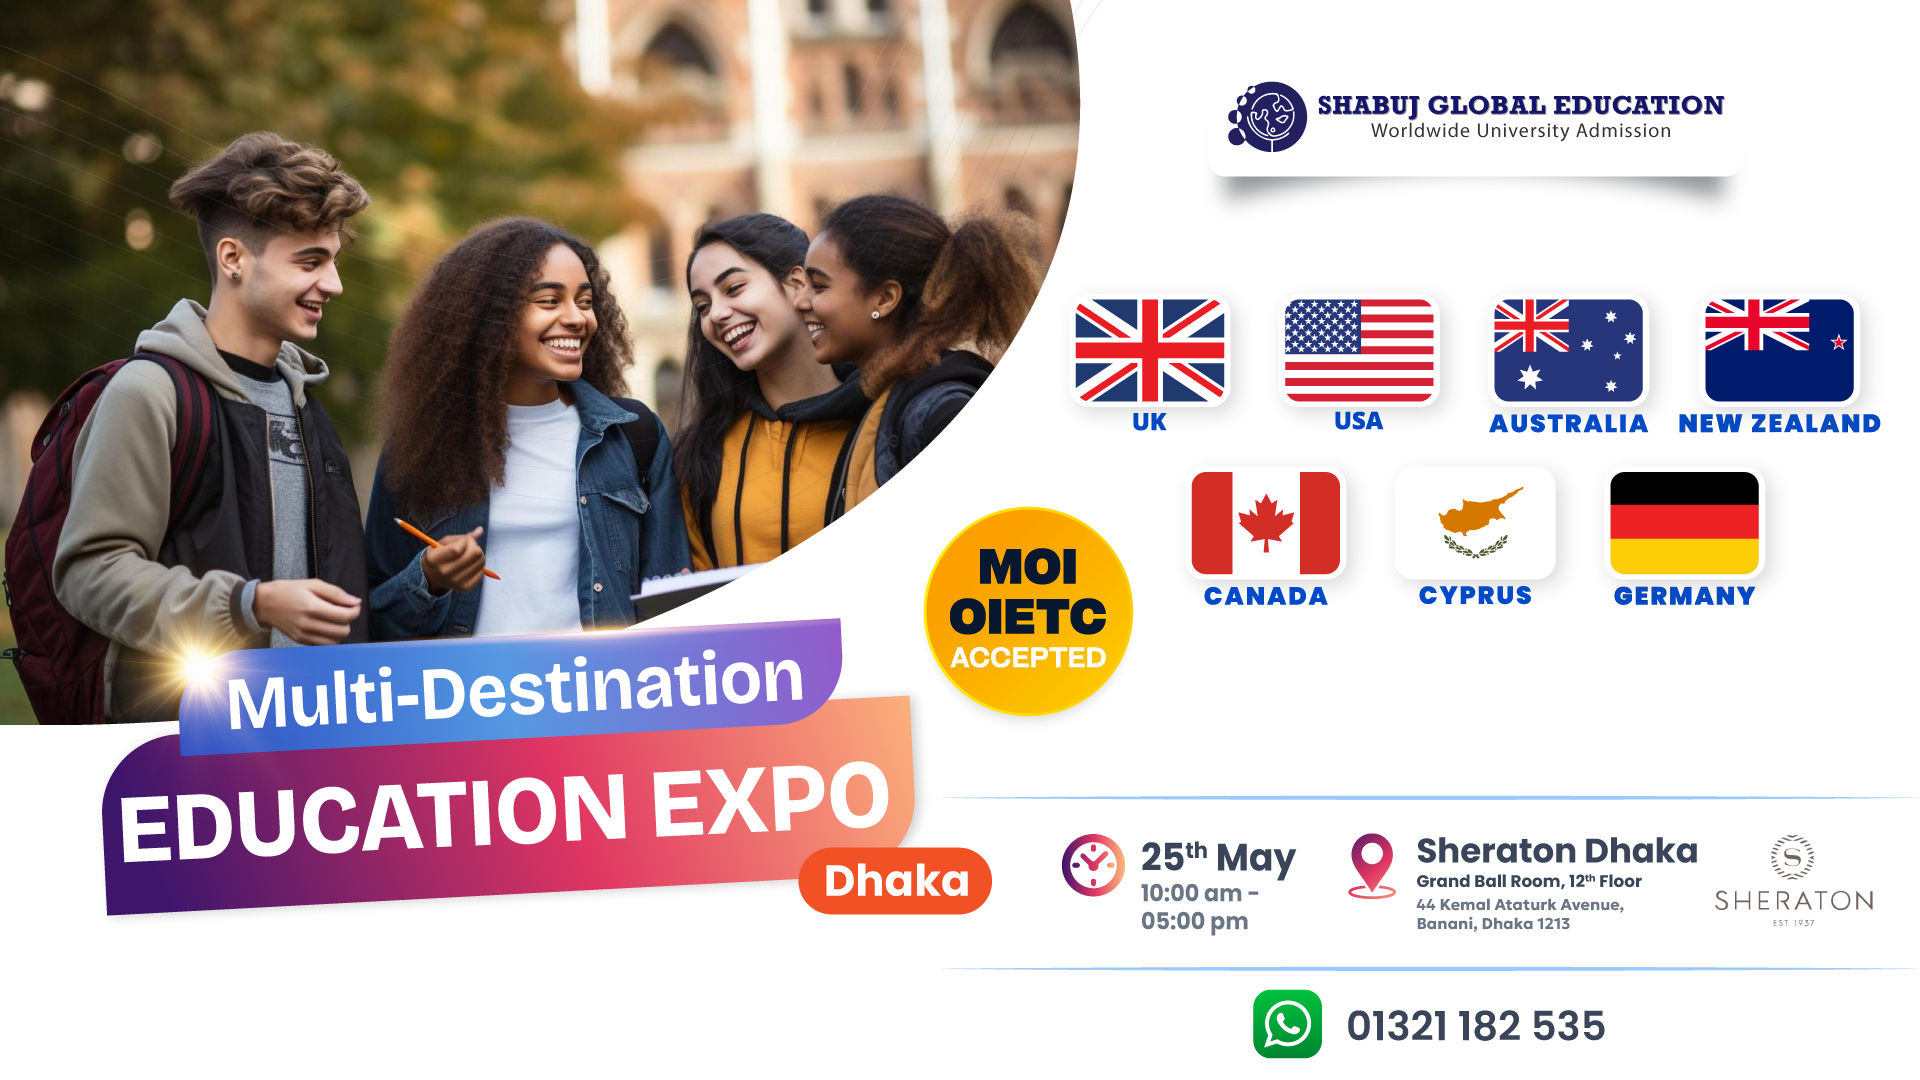 SHABUJ GLOBAL EDUCATION
Worldwide University Admission
UK
USA
AUSTRALIA
NEW ZEALAND
CANADA
CYPRUS
GERMANY
MOI
OIETC
ACCEPTED
Multi-Destination
EDUCATION EXPO
Dhaka
25th May
10:00 am -
05:00 pm
Sheraton Dhaka
Grand Ball Room, 12th Floor
44 Kemal Ataturk Avenue,
Banani, Dhaka 1213
S
SHERATON
EST. 1937
01321 182 535